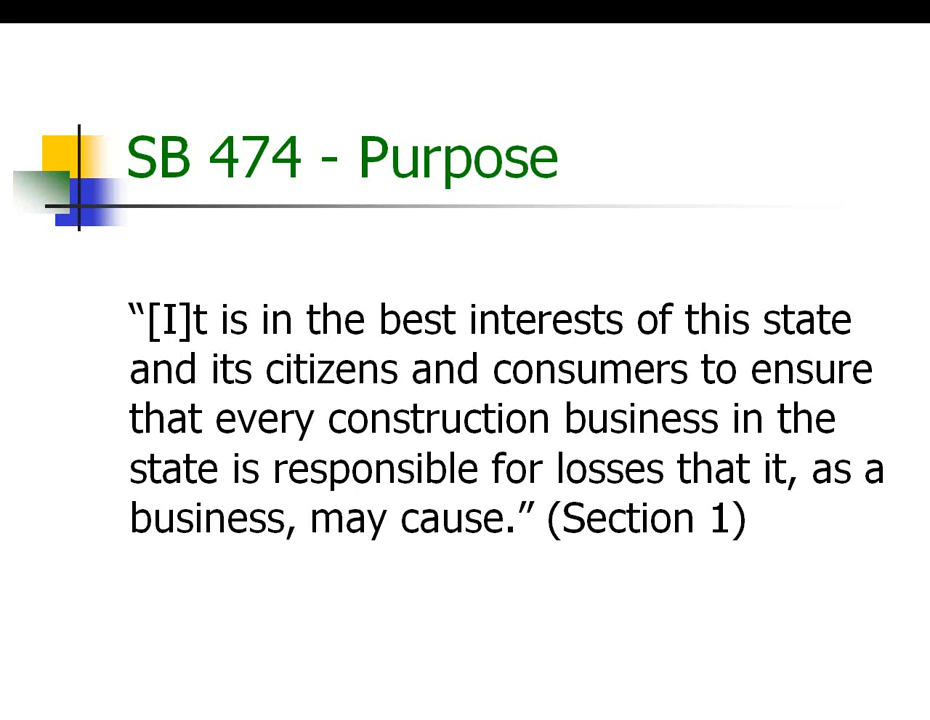 SB 474 - Purpose
“[I]t is in the best interests of this state
and its citizens and consumers to ensure
that every construction business in the
state is responsible for losses that it, as a
business, may cause.” (Section 1)